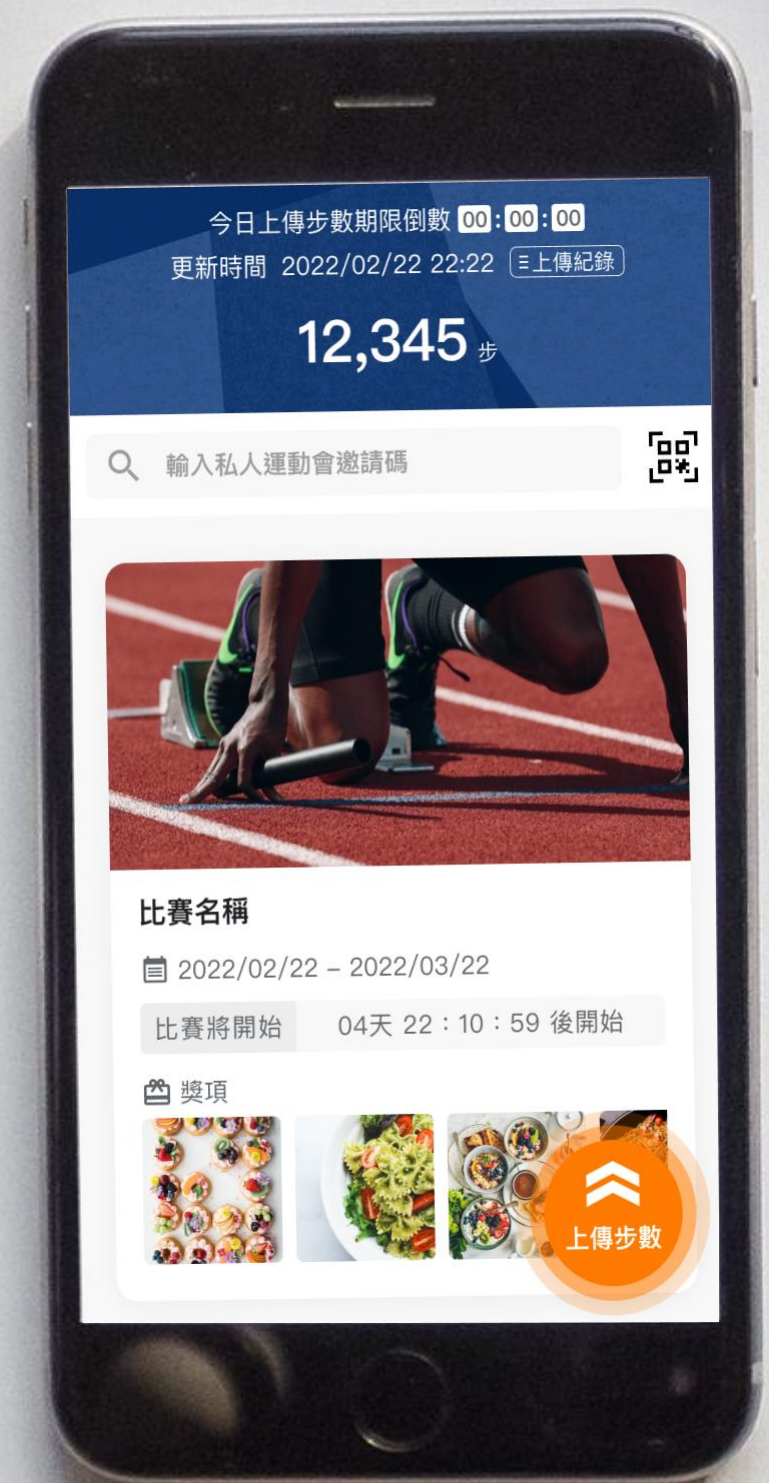 今日上傳步數期限倒數 00:00:00
更新時間 2022/02/22 22:22 上傳紀錄
12,345 步
輸入私人運動會邀請碼
比賽名稱
2022/02/22 – 2022/03/22
比賽將開始 04天 22：10：59 後開始
獎項
上傳步數